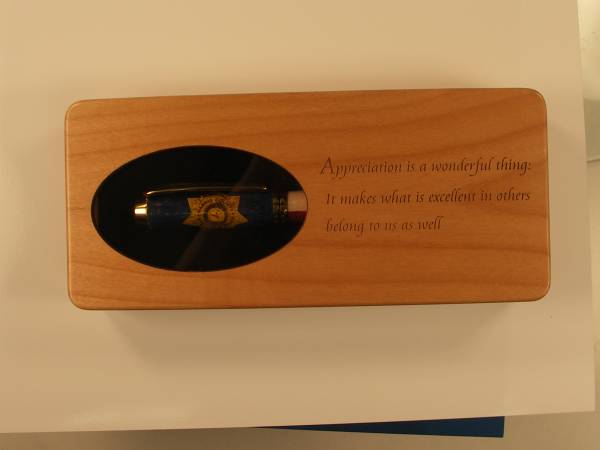 Appreciation is a wonderful thing:
It makes what is excellent in others
belong to us as well